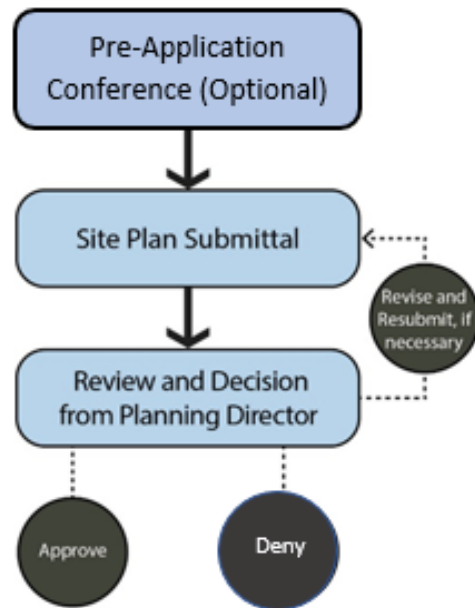 Pre-Application
Conference (Optional)
Site Plan Submittal
Revise and
Resubmit, if
necessary
Review and Decision
from Planning Director
Approve
Deny